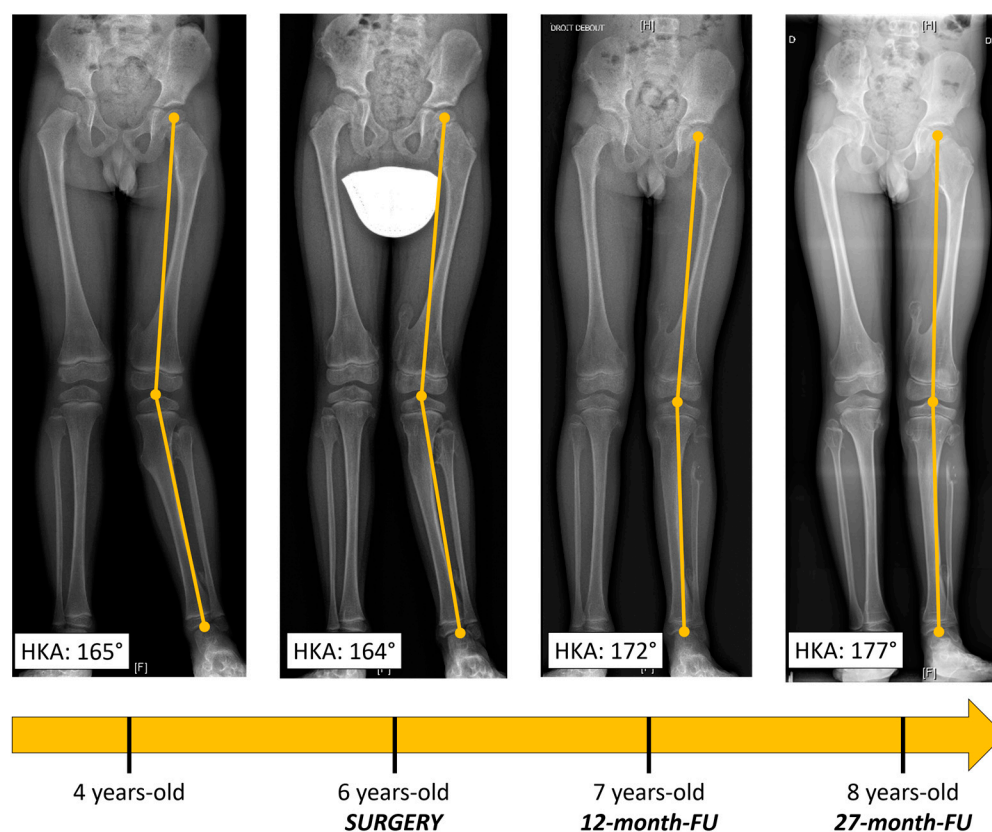 DROIT DEBOUT
[H]
[H]
D
D
HKA: 165°
HKA: 164°
HKA: 172°
HKA: 177°
[F]
[F]
4 years-old
6 years-old
7 years-old
8 years-old
SURGERY
12-month-FU
27-month-FU